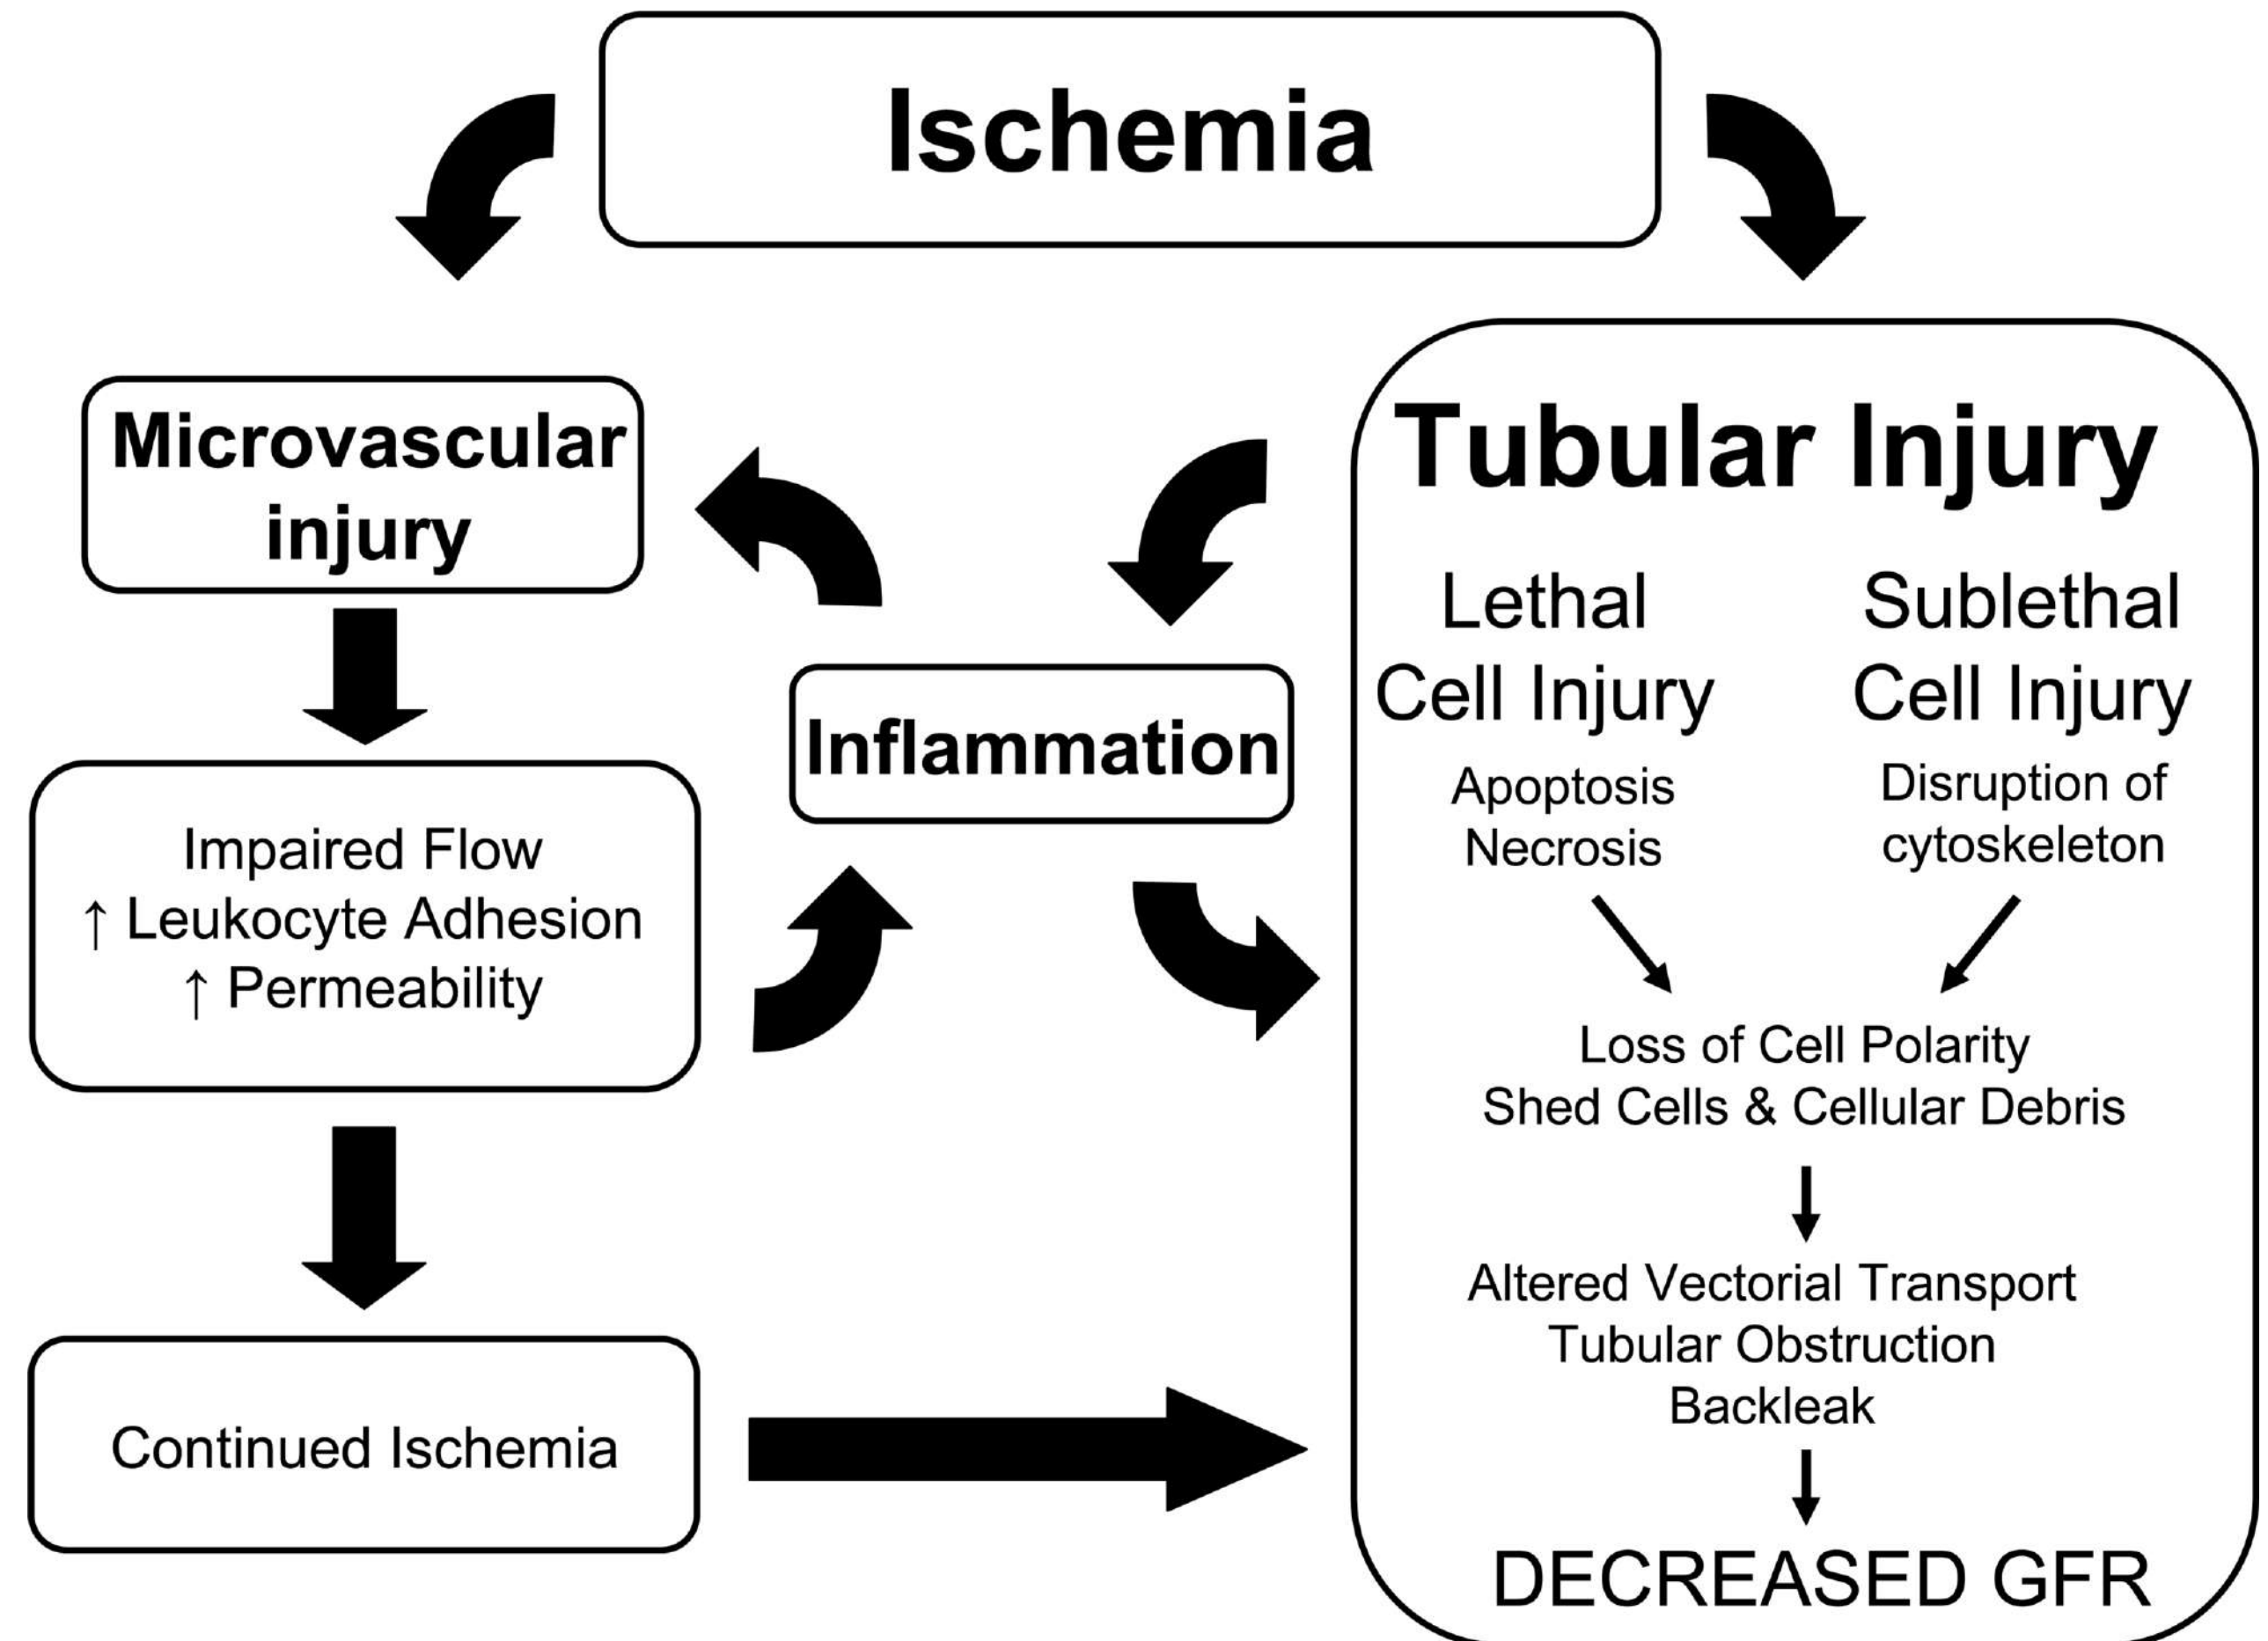 Ischemia
Microvascular
injury
Impaired Flow
↑ Leukocyte Adhesion
↑ Permeability
Continued Ischemia
Inflammation
Tubular Injury
Lethal
Cell Injury
Apoptosis
Necrosis
Sublethal
Cell Injury
Disruption of
cytoskeleton
Loss of Cell Polarity
Shed Cells & Cellular Debris
Altered Vectorial Transport
Tubular Obstruction
Backleak
DECREASED GFR